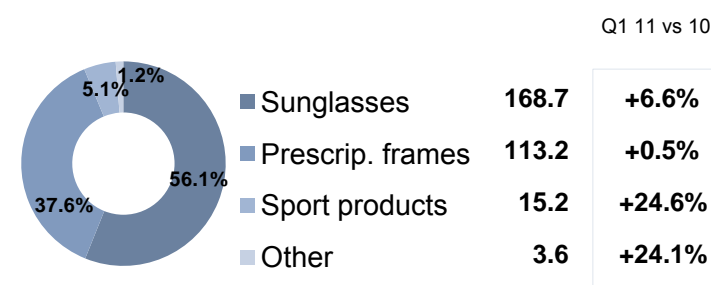 Q1 11 vs 10
1.2%
5.1%
56.1%
37.6%
Sunglasses 168.7 +6.6%
Prescrip. frames 113.2 +0.5%
Sport products 15.2 +24.6%
Other 3.6 +24.1%